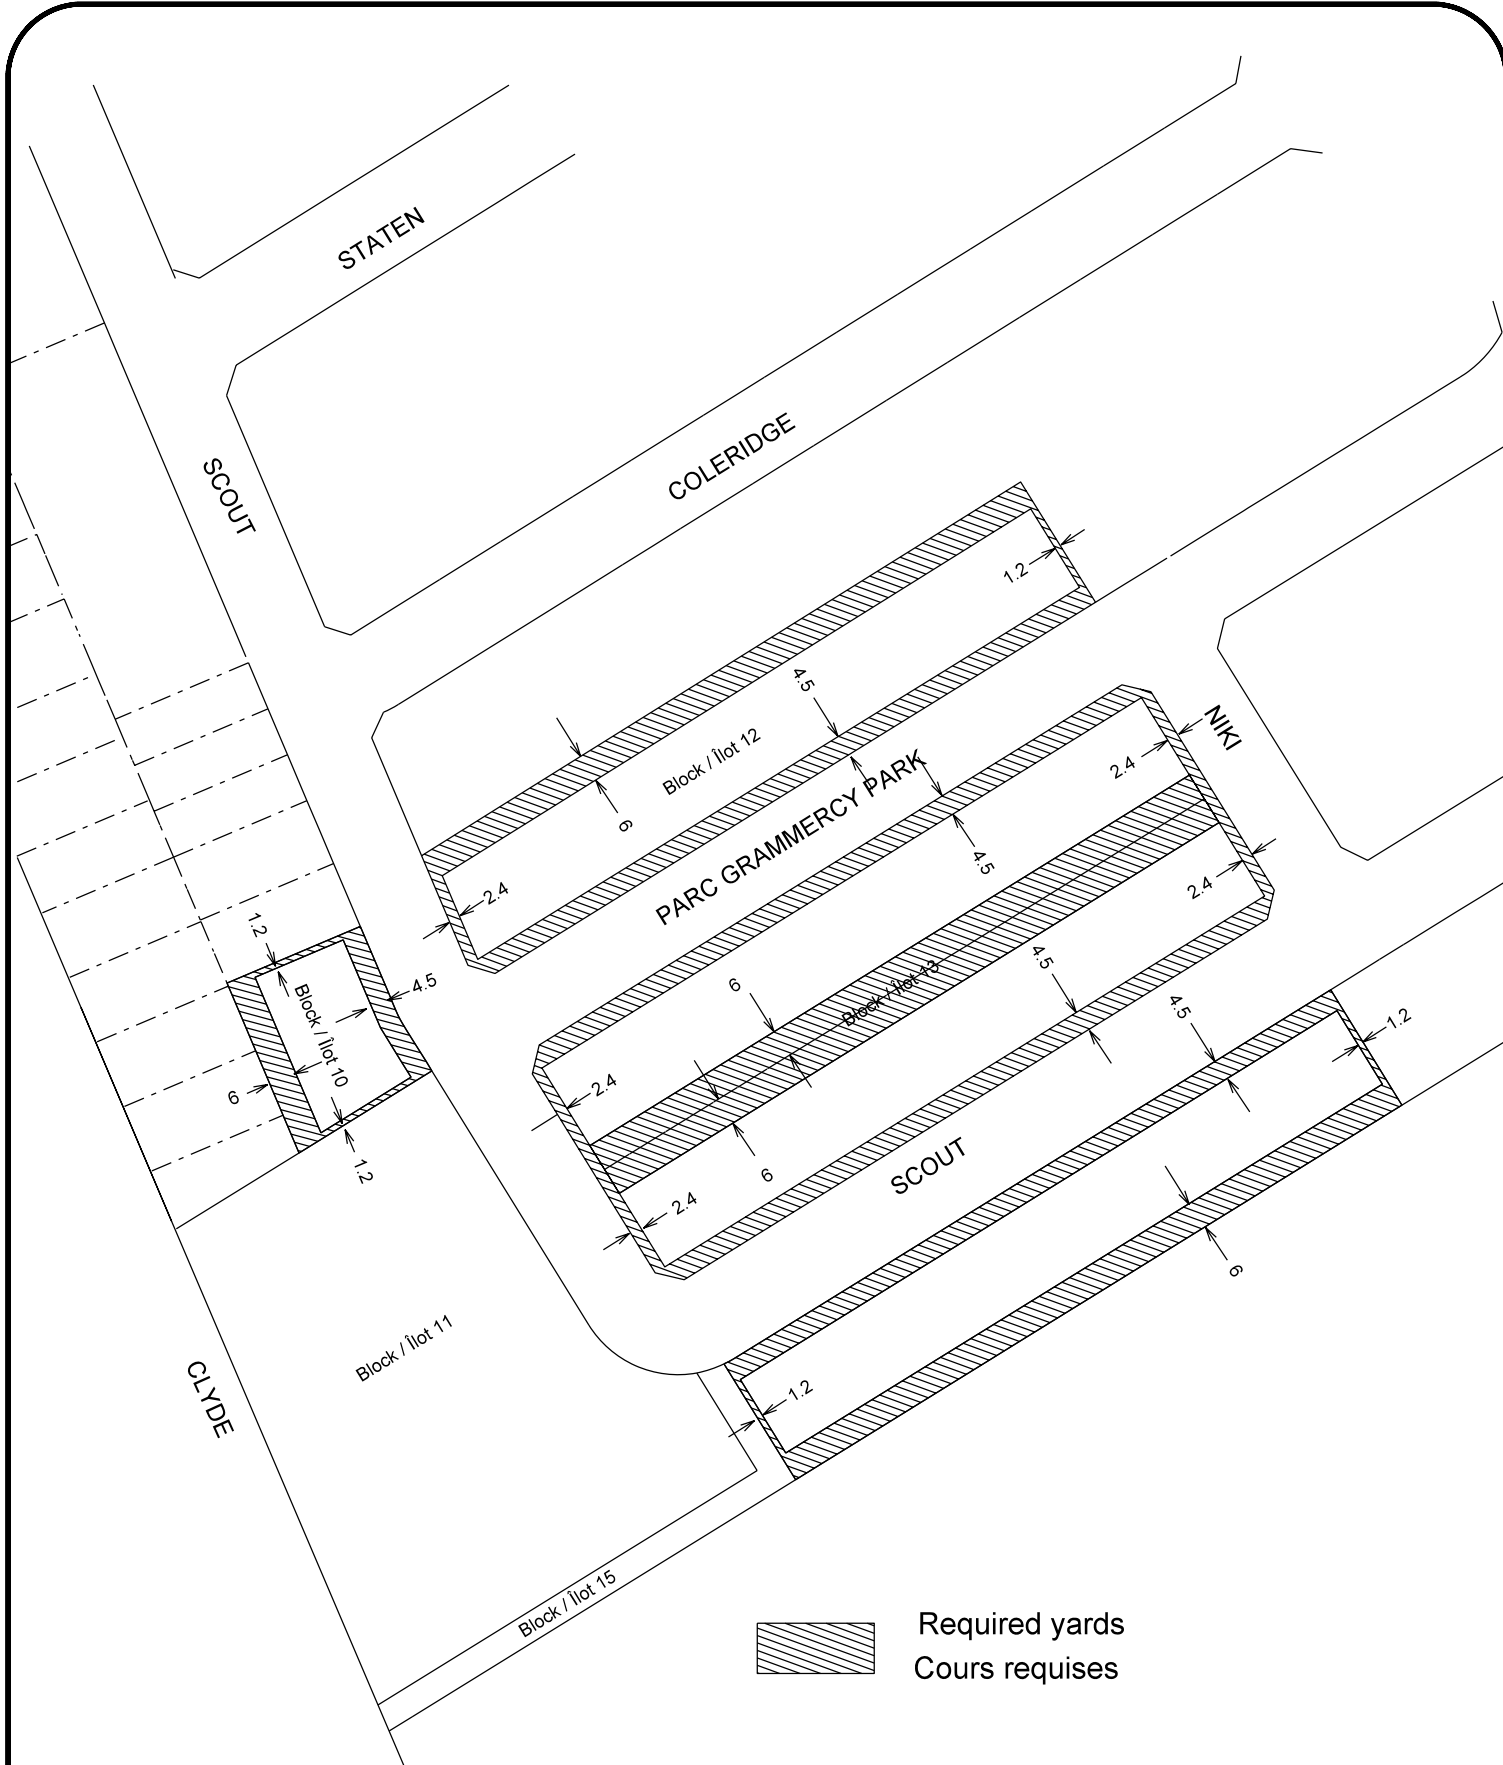 STATEN
COLERIDGE
SCOUT
1.2
4.5
Block / Îlot 12
6
NIKI
2.4
PARC GRAMMERCY PARK
4.5
2.4
2.4
1.2
4.5
Block / Îlot 10
6
1.2
6
Block / Îlot 13
4.5
4.5
1.2
2.4
2.4
6
SCOUT
6
Block / Îlot 11
CLYDE
1.2
Block / Îlot 15
Required yards
Cours requises